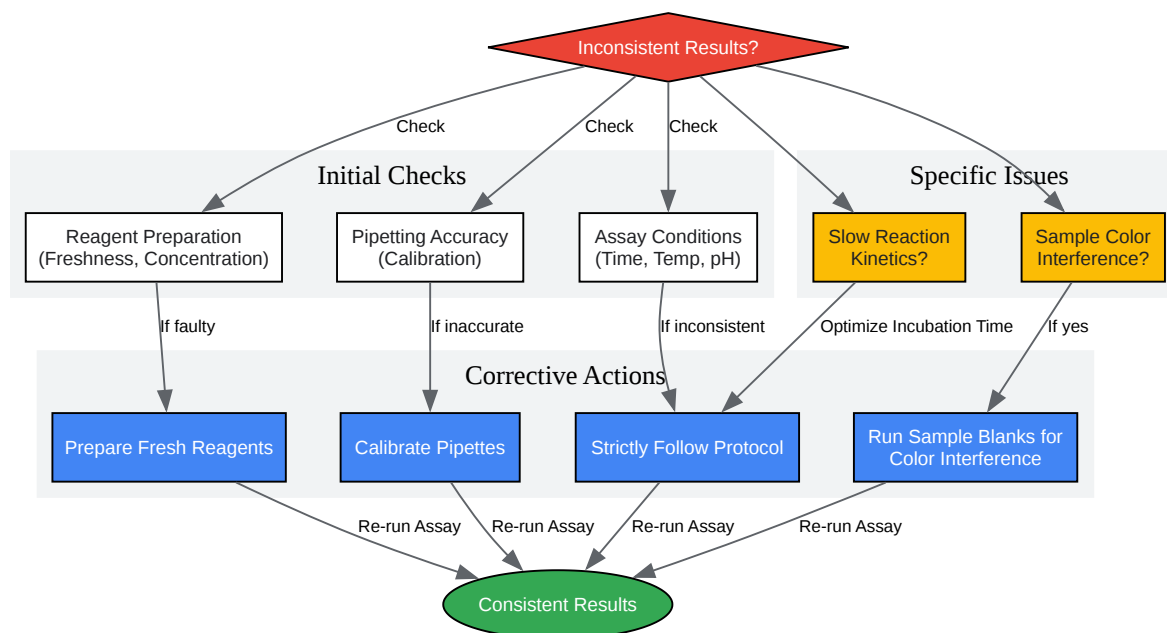 Inconsistent Results?
Check
Check
Check
Initial Checks
Specific Issues
Reagent Preparation
(Freshness, Concentration)
Pipetting Accuracy
(Calibration)
Assay Conditions
(Time, Temp, pH)
Slow Reaction
Kinetics?
Sample Color
Interference?
If faulty
If inaccurate
If inconsistent
Optimize Incubation Time
If yes
Corrective Actions
Prepare Fresh Reagents
Calibrate Pipettes
Strictly Follow Protocol
Run Sample Blanks for
Color Interference
Re-run Assay
Re-run Assay
Re-run Assay
Re-run Assay
Consistent Results